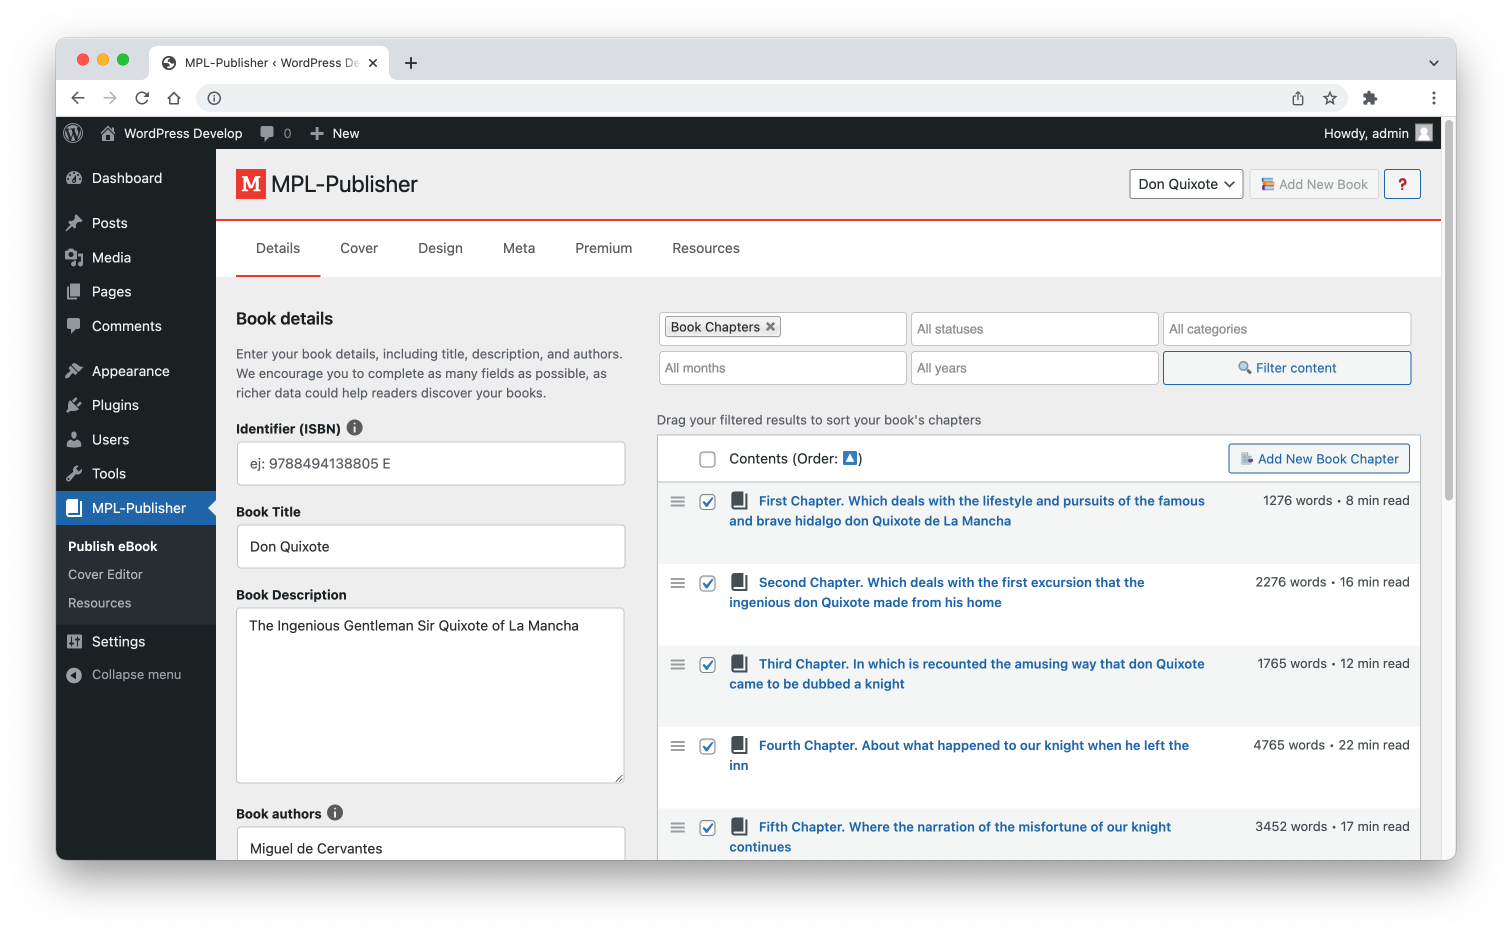 MPL-Publisher ‹ WordPress De
WordPress Develop
0
New
Howdy, admin
Dashboard
Posts
Media
Pages
Comments
Appearance
Plugins
Users
Tools
MPL-Publisher
Publish eBook
Cover Editor
Resources
Settings
Collapse menu
M MPL-Publisher
Don Quixote
Add New Book
?
Details
Cover
Design
Meta
Premium
Resources
Book details
Enter your book details, including title, description, and authors.
We encourage you to complete as many fields as possible, as
richer data could help readers discover your books.
Identifier (ISBN)
ej: 9788494138805 E
Book Title
Don Quixote
Book Description
The Ingenious Gentleman Sir Quixote of La Mancha
Book authors
Miguel de Cervantes
Book Chapters
All statuses
All categories
All months
All years
Filter content
Drag your filtered results to sort your book's chapters
Contents (Order: )
Add New Book Chapter
First Chapter. Which deals with the lifestyle and pursuits of the famous
and brave hidalgo don Quixote de La Mancha
1276 words • 8 min read
Second Chapter. Which deals with the first excursion that the
ingenious don Quixote made from his home
2276 words • 16 min read
Third Chapter. In which is recounted the amusing way that don Quixote
came to be dubbed a knight
1765 words • 12 min read
Fourth Chapter. About what happened to our knight when he left the
inn
4765 words • 22 min read
Fifth Chapter. Where the narration of the misfortune of our knight
continues
3452 words • 17 min read